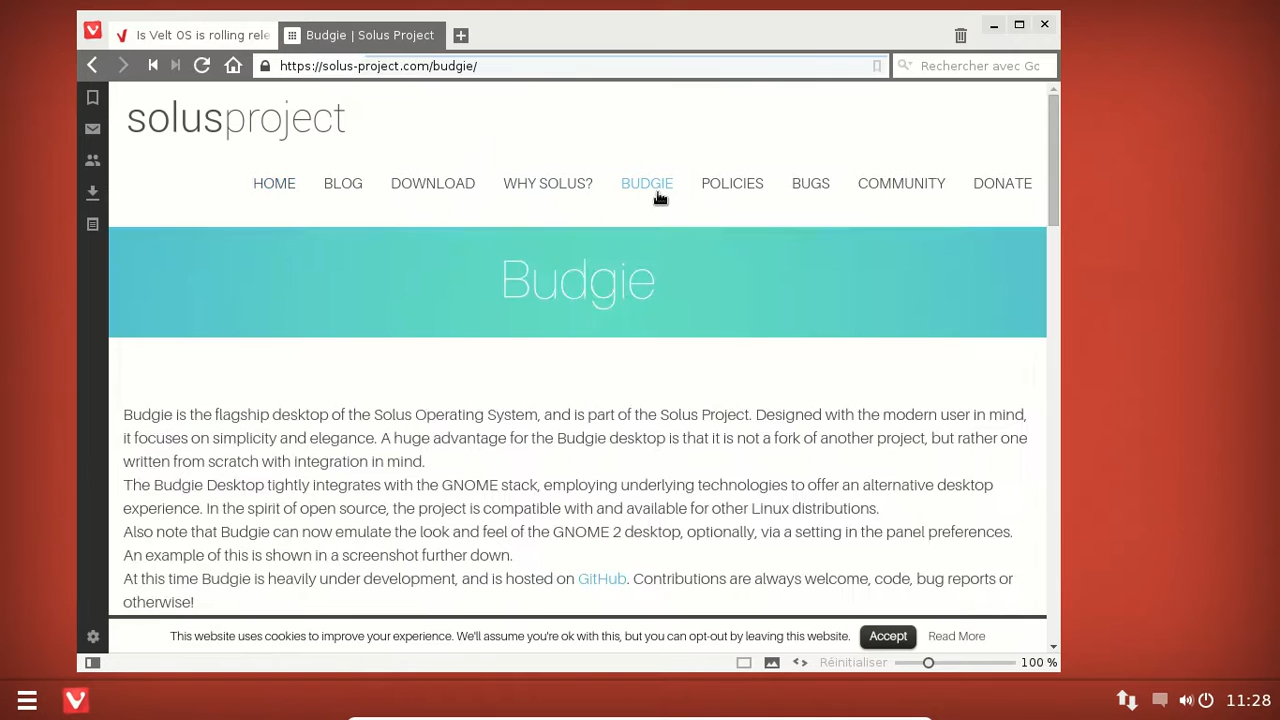 Is Velt OS is rolling rele
Budgie | Solus Project
https://solus-project.com/budgie/
Rechercher avec Gc
solusproject
HOME BLOG DOWNLOAD WHY SOLUS? BUDGIE POLICIES BUGS COMMUNITY DONATE
Budgie
Budgie is the flagship desktop of the Solus Operating System, and is part of the Solus Project. Designed with the modern user in mind,
it focuses on simplicity and elegance. A huge advantage for the Budgie desktop is that it is not a fork of another project, but rather one
written from scratch with integration in mind.
The Budgie Desktop tightly integrates with the GNOME stack, employing underlying technologies to offer an alternative desktop
experience. In the spirit of open source, the project is compatible with and available for other Linux distributions.
Also note that Budgie can now emulate the look and feel of the GNOME 2 desktop, optionally, via a setting in the panel preferences.
An example of this is shown in a screenshot further down.
At this time Budgie is heavily under development, and is hosted on GitHub. Contributions are always welcome, code, bug reports or
otherwise!
This website uses cookies to improve your experience. We'll assume you're ok with this, but you can opt-out by leaving this website. Accept Read More
Réinitialiser 100 %
11:28